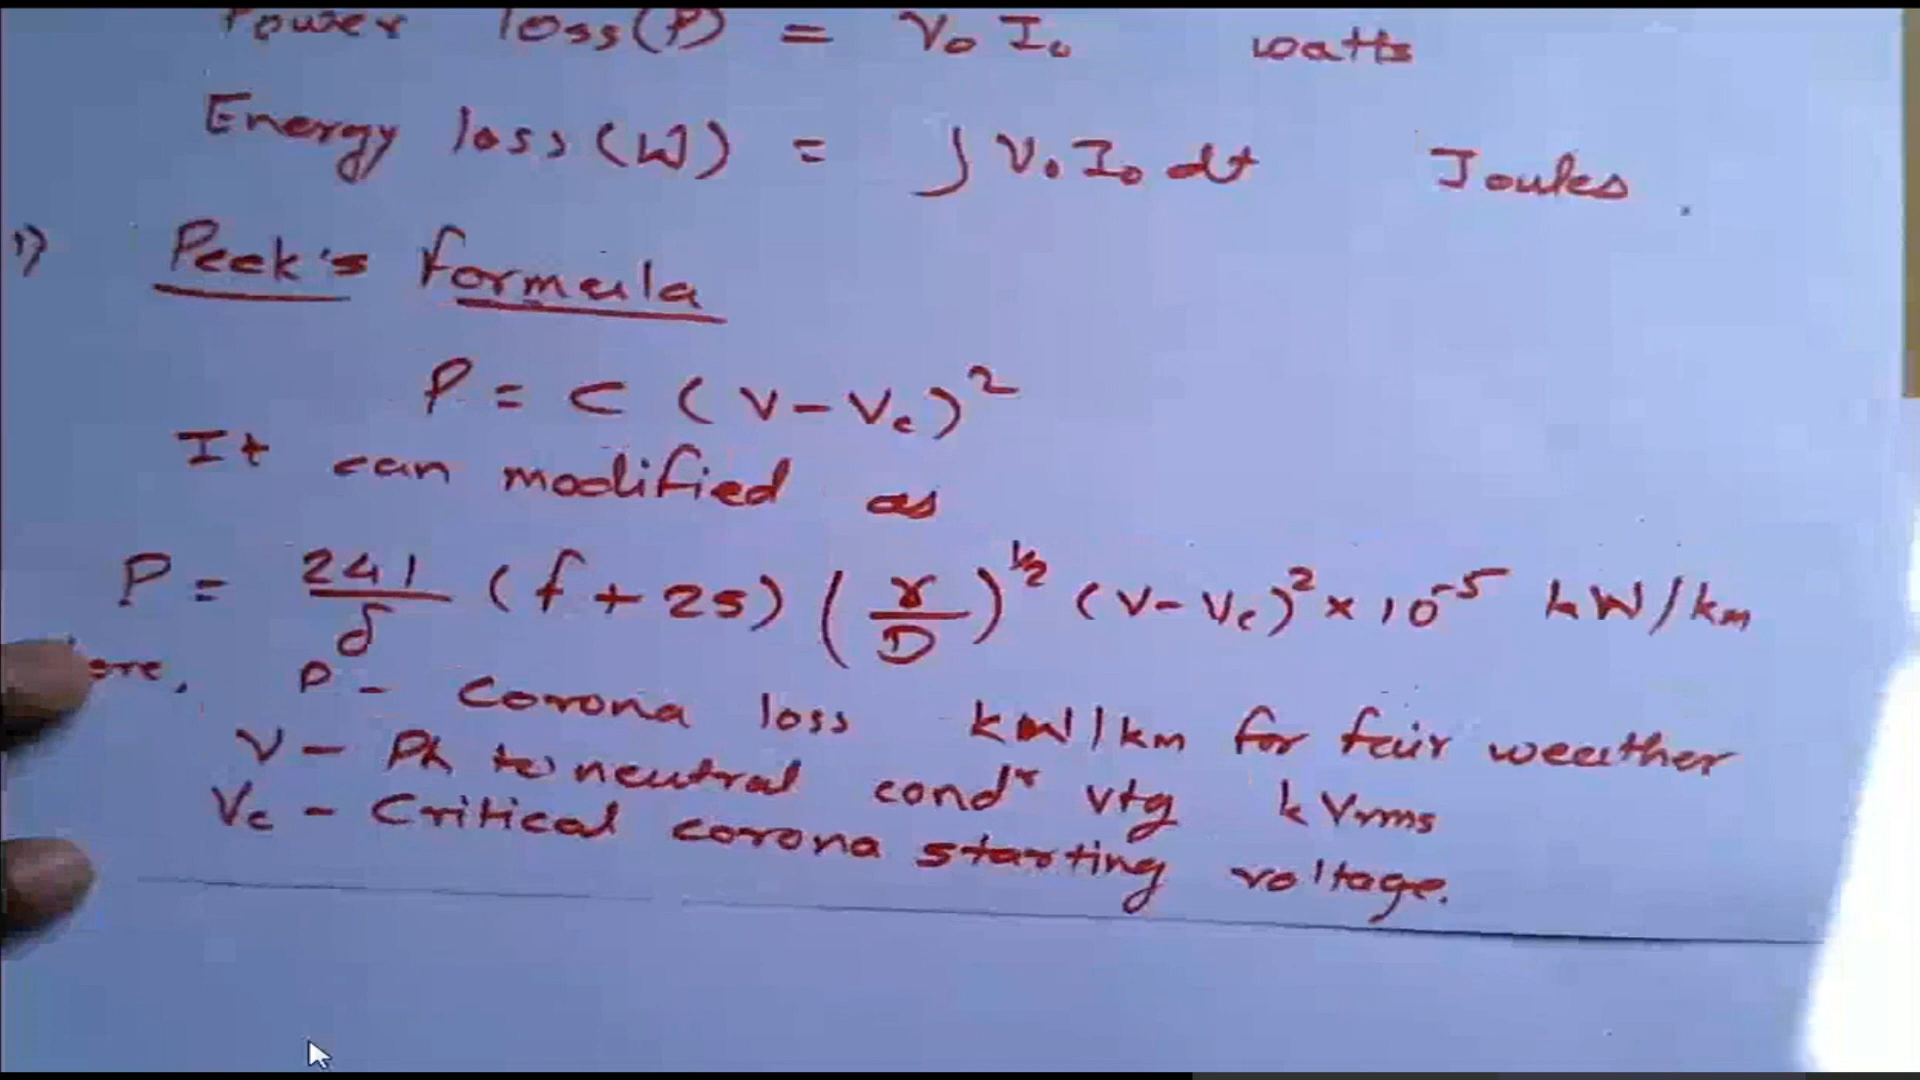 Power loss(P) = V₀ I₀ watts
Energy loss(W) = ∫ V₀ I₀ dt Joules.
1) Peek's formula
P = C (V-Vc)²
It can modified as
P = 241/δ (f + 25) (r/D)^1/2 (V-Vc)² × 10⁻⁵ kW/km
P - Corona loss kW/km for fair weather
V - Ph to neutral condʳ vtg kVrms
Vc - Critical corona starting voltage.